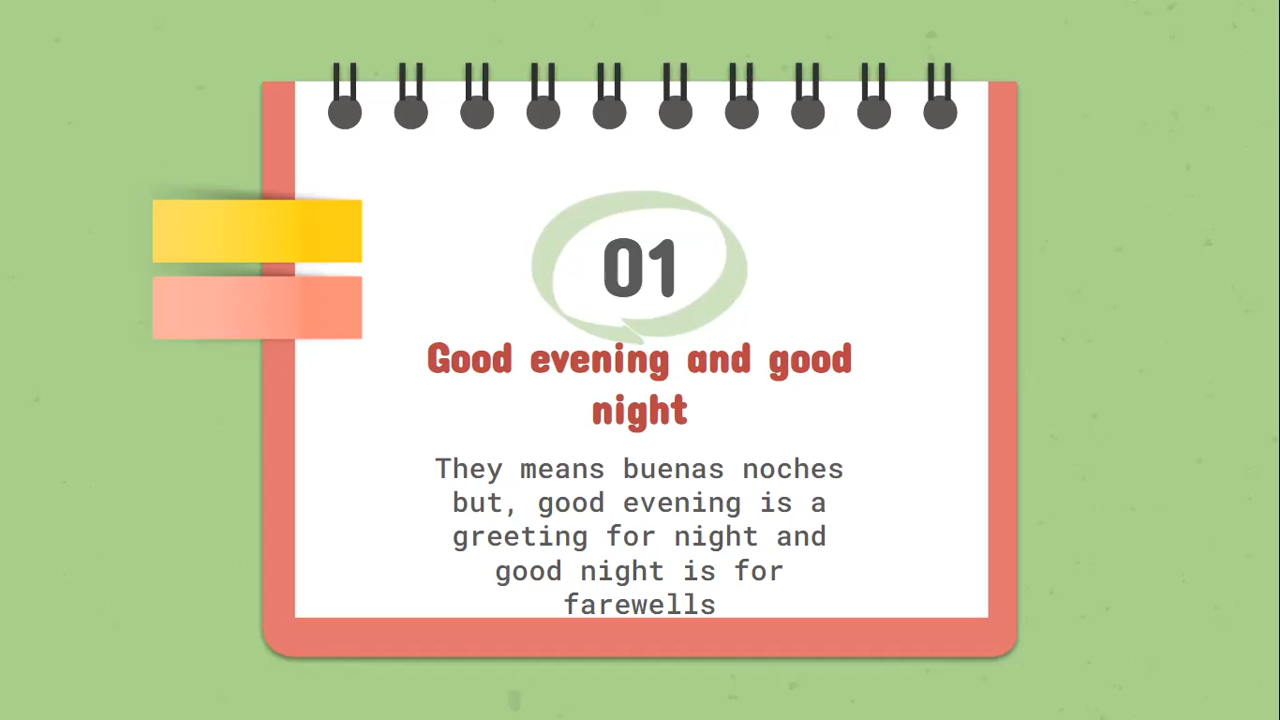 01
Good evening and good
night
They means buenas noches
but, good evening is a
greeting for night and
good night is for
farewells